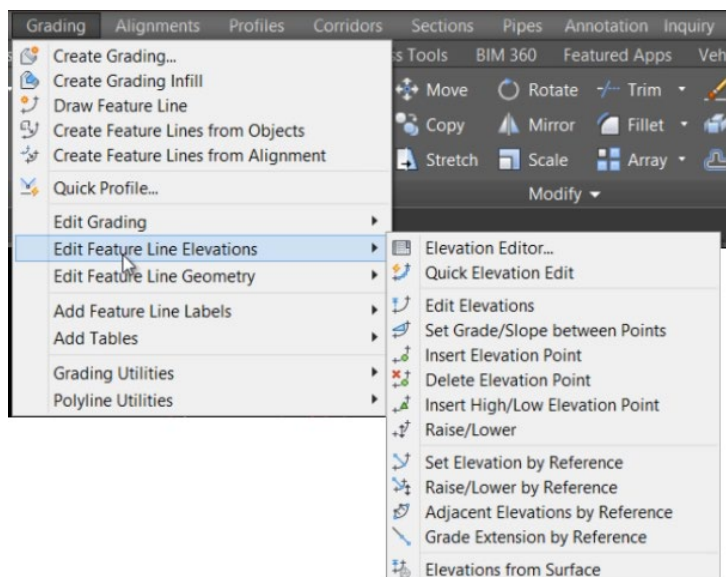 Grading Alignments Profiles Corridors Sections Pipes Annotation Inquiry
ss Tools BIM 360 Featured Apps Veh
Move Rotate Trim
Copy Mirror Fillet
Stretch Scale Array
Modify
Create Grading...
Create Grading Infill
Draw Feature Line
Create Feature Lines from Objects
Create Feature Lines from Alignment
Quick Profile...
Edit Grading
Edit Feature Line Elevations
Edit Feature Line Geometry
Add Feature Line Labels
Add Tables
Grading Utilities
Polyline Utilities
Elevation Editor...
Quick Elevation Edit
Edit Elevations
Set Grade/Slope between Points
Insert Elevation Point
Delete Elevation Point
Insert High/Low Elevation Point
Raise/Lower
Set Elevation by Reference
Raise/Lower by Reference
Adjacent Elevations by Reference
Grade Extension by Reference
Elevations from Surface